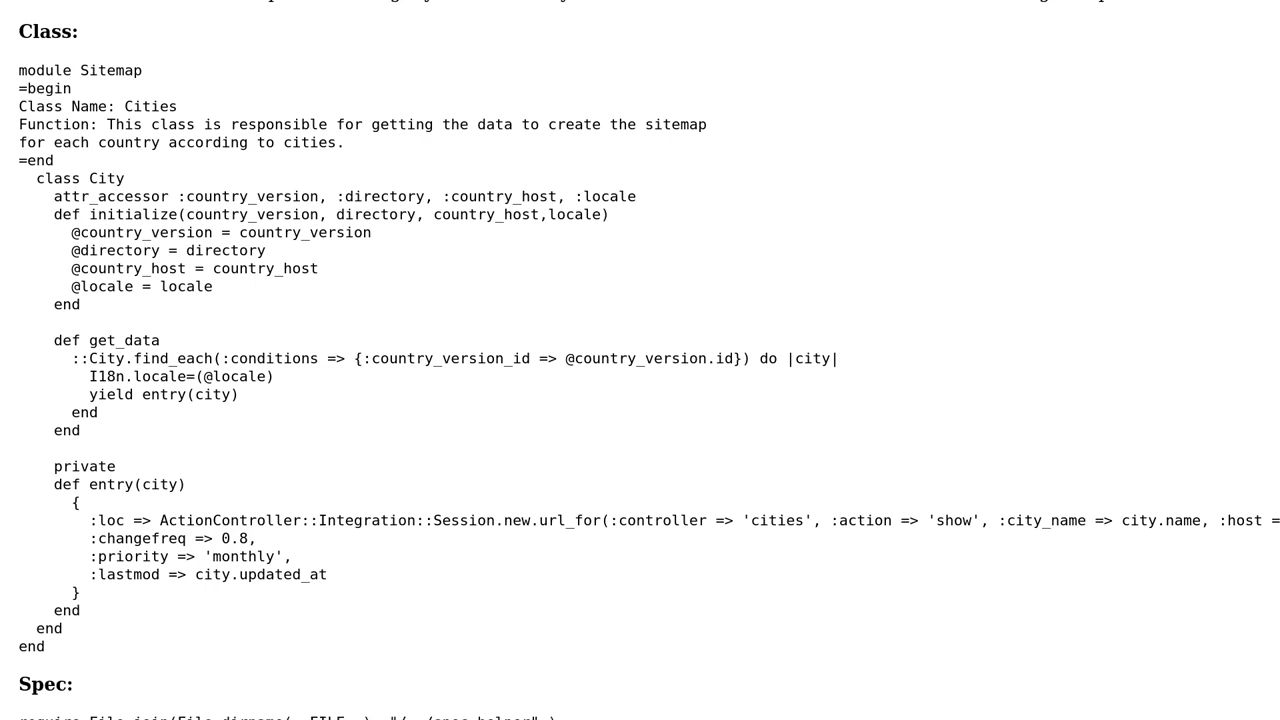 Class:
module Sitemap
=begin
Class Name: Cities
Function: This class is responsible for getting the data to create the sitemap
for each country according to cities.
=end
  class City
    attr_accessor :country_version, :directory, :country_host, :locale
    def initialize(country_version, directory, country_host,locale)
      @country_version = country_version
      @directory = directory
      @country_host = country_host
      @locale = locale
    end
    def get_data
      ::City.find_each(:conditions => {:country_version_id => @country_version.id}) do |city|
        I18n.locale=(@locale)
        yield entry(city)
      end
    end
    private
    def entry(city)
      {
        :loc => ActionController::Integration::Session.new.url_for(:controller => 'cities', :action => 'show', :city_name => city.name, :host =
        :changefreq => 0.8,
        :priority => 'monthly',
        :lastmod => city.updated_at
      }
    end
  end
end
Spec: